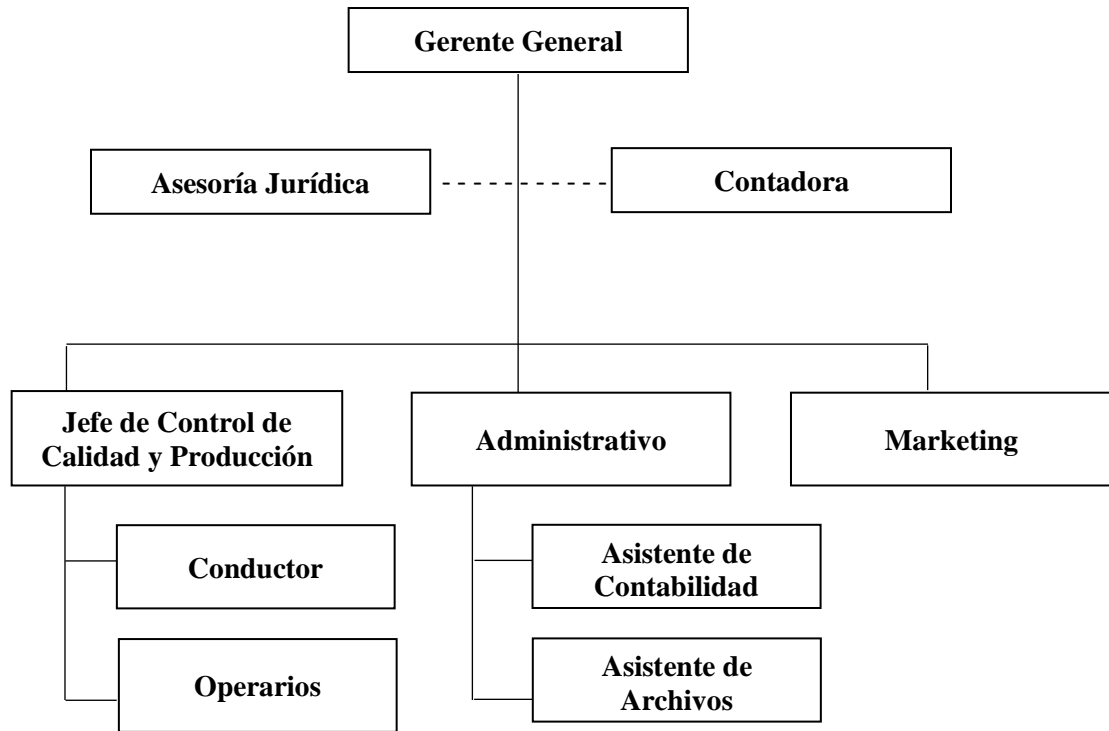 Gerente General
Asesoría Jurídica
Contadora
Jefe de Control de
Calidad y Producción
Administrativo
Marketing
Conductor
Asistente de
Contabilidad
Operarios
Asistente de
Archivos